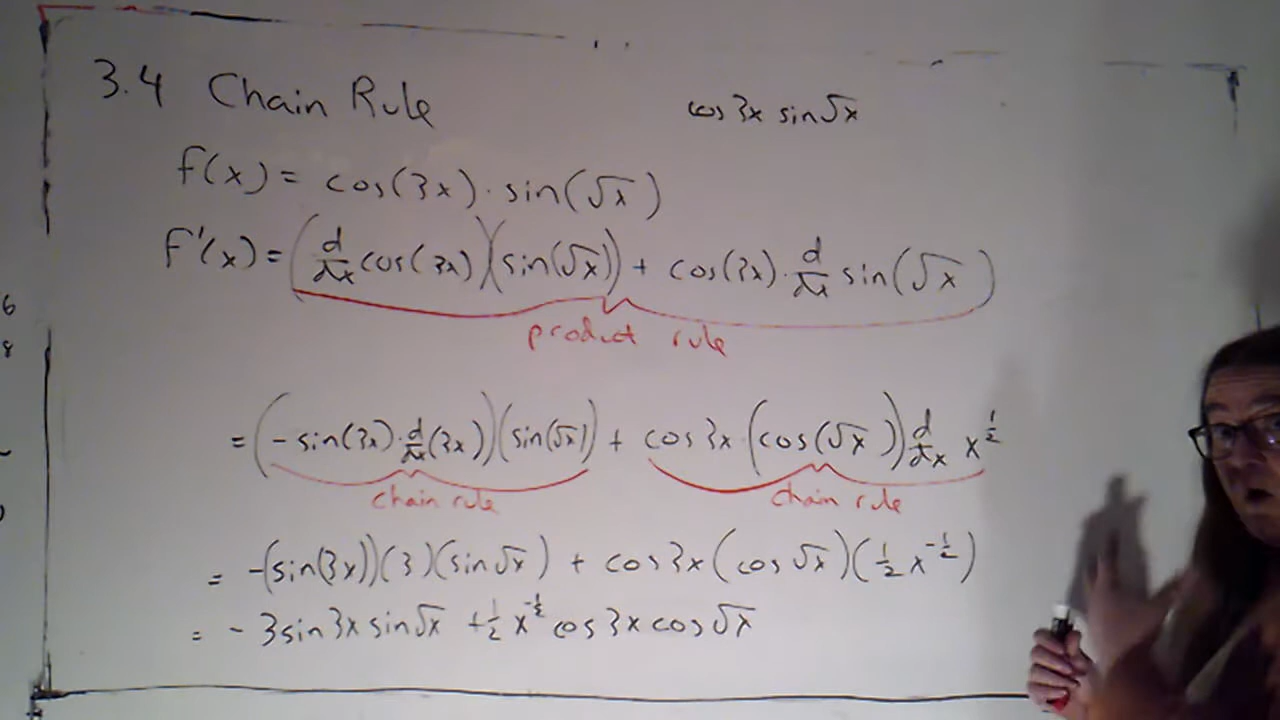 3.4 Chain Rule
cos 3x sin√x
f(x) = cos(3x) · sin(√x)
f'(x) = (d/dx cos(3x))(sin(√x)) + cos(3x) · d/dx sin(√x)
product rule
= (-sin(3x) · d/dx (3x))(sin(√x)) + cos 3x · (cos(√x)) d/dx x^(1/2)
chain rule
chain rule
= -(sin(3x))(3)(sin√x) + cos 3x (cos √x)(1/2 x^(-1/2))
= -3 sin 3x sin√x + 1/2 x^(-1/2) cos 3x cos √x
6
8